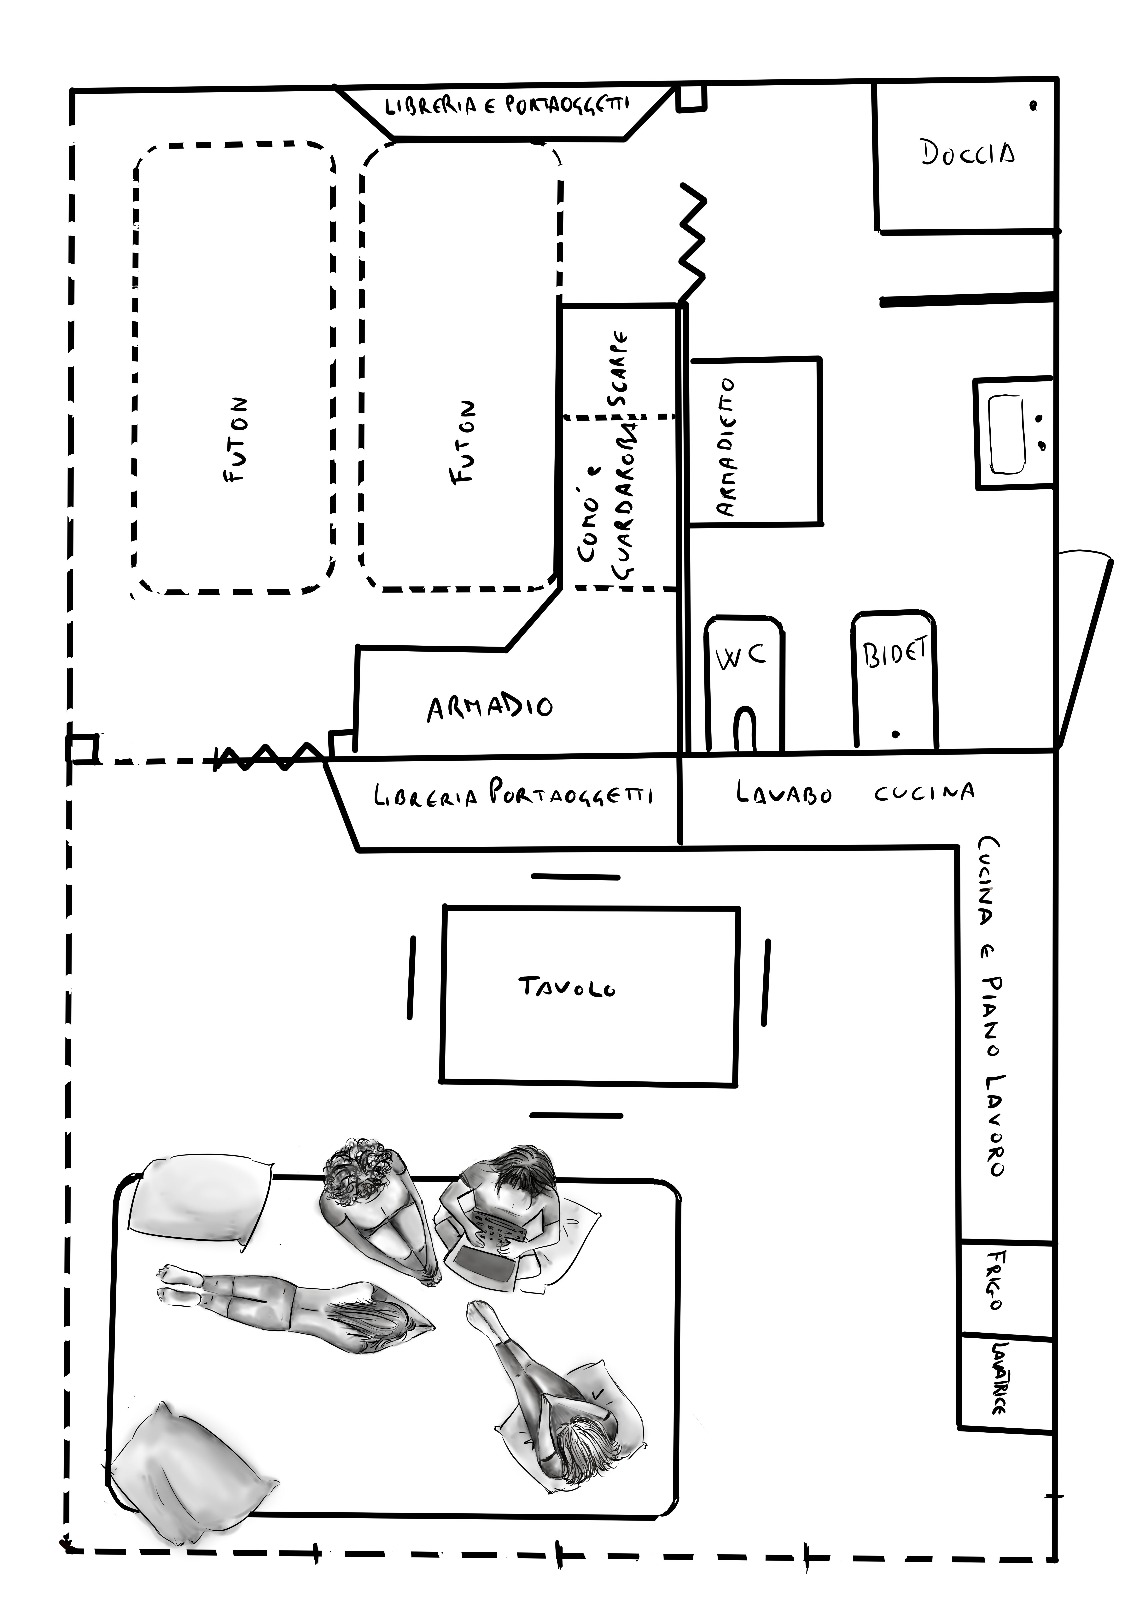 LIBRERIA E PORTAOGGETTI
DOCCIA
FUTON
FUTON
SCARPE
COMO' e
GUARDAROBA
ARMADIETTO
WC
BIDET
ARMADIO
LIBRERIA PORTAOGGETTI
LAVABO CUCINA
CUCINA E PIANO LAVORO
TAVOLO
FRIGO
LAVATRICE